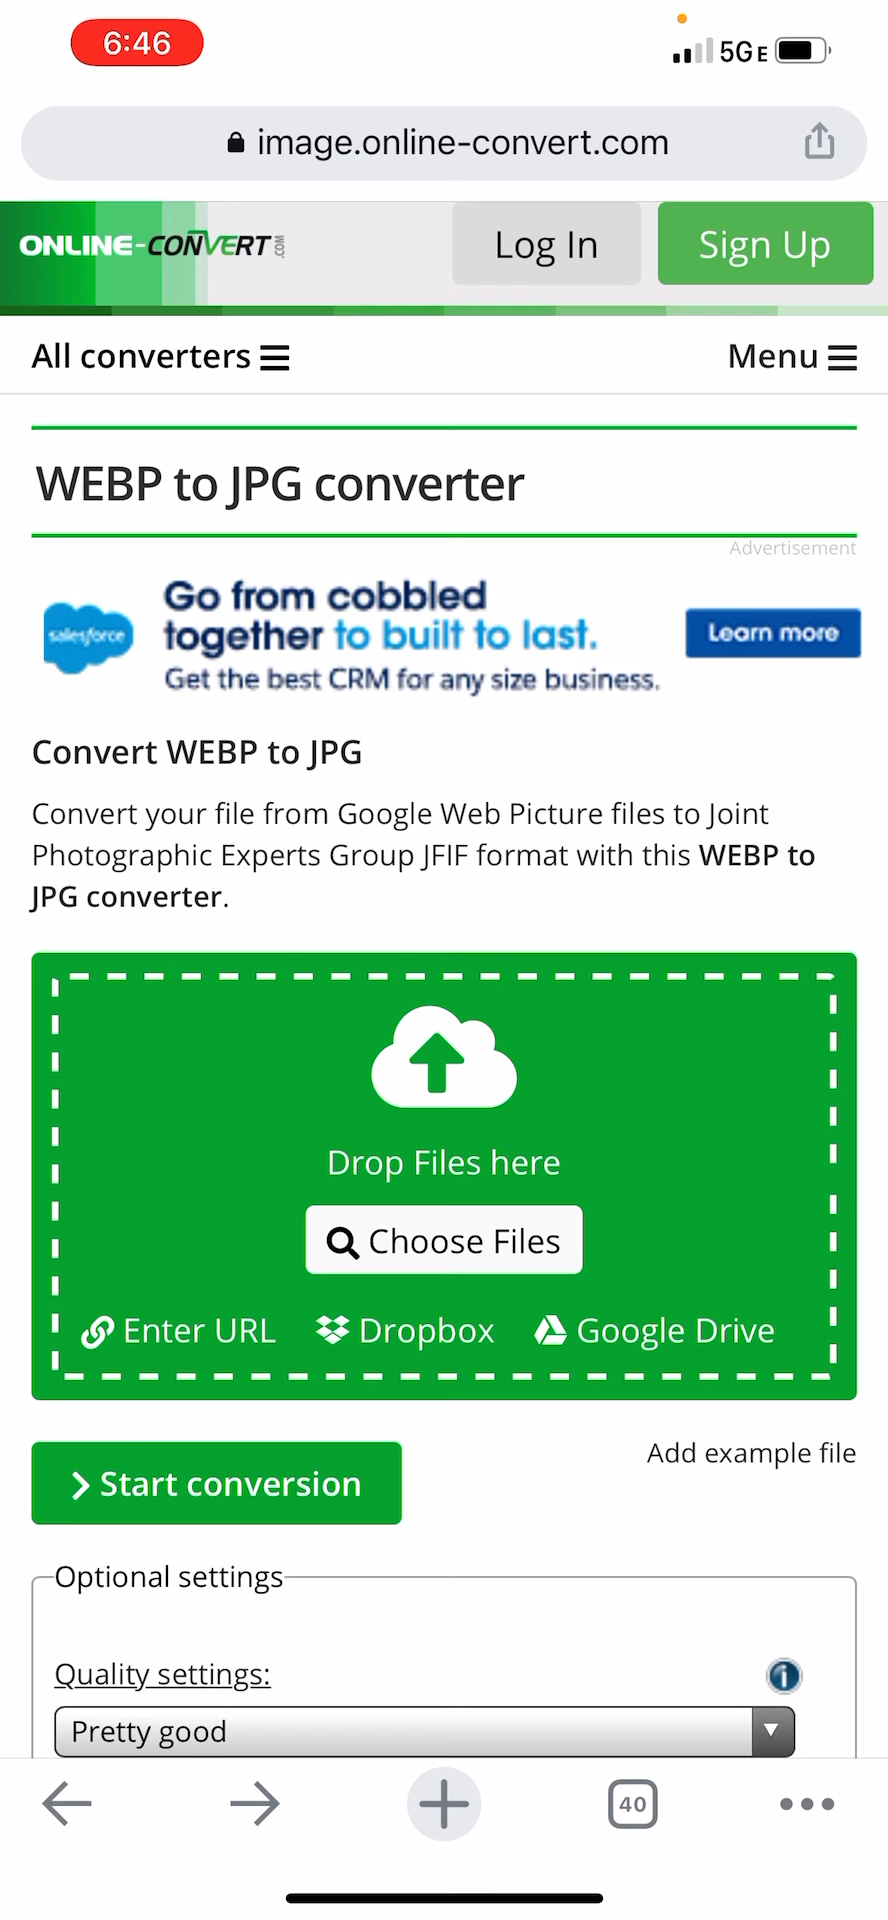 6:46
5GE
image.online-convert.com
ONLINE-CONVERT.COM
Log In
Sign Up
All converters
Menu
WEBP to JPG converter
Advertisement
salesforce
Go from cobbled
together to built to last.
Get the best CRM for any size business.
Learn more
Convert WEBP to JPG
Convert your file from Google Web Picture files to Joint
Photographic Experts Group JFIF format with this WEBP to
JPG converter.
Drop Files here
Choose Files
Enter URL
Dropbox
Google Drive
Start conversion
Add example file
Optional settings
Quality settings:
i
Pretty good
40